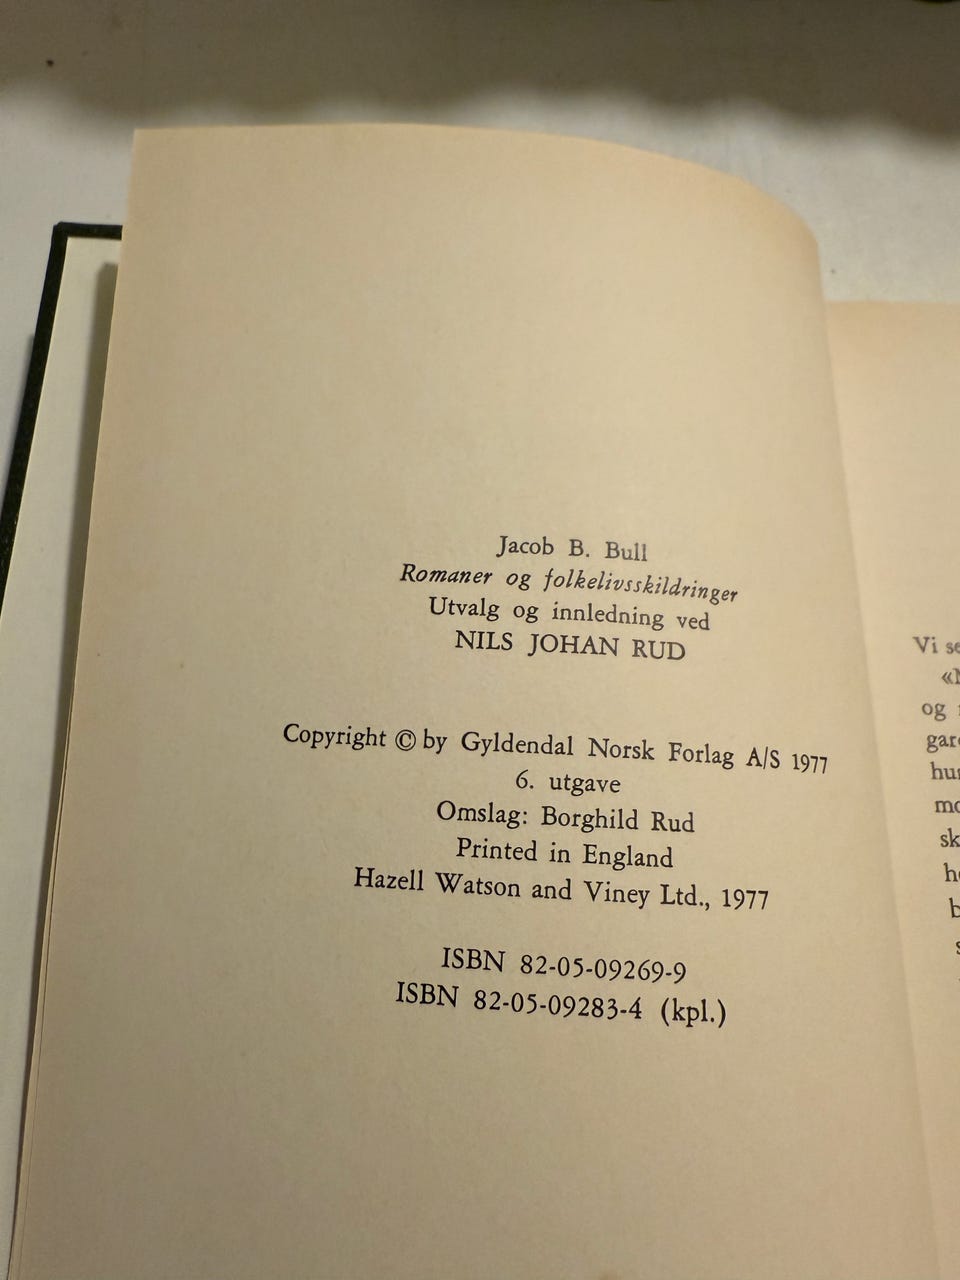 Jacob B. Bull
Romaner og folkelivsskildringer
Utvalg og innledning ved
NILS JOHAN RUD
Copyright © by Gyldendal Norsk Forlag A/S 1977
6. utgave
Omslag: Borghild Rud
Printed in England
Hazell Watson and Viney Ltd., 1977
ISBN 82-05-09269-9
ISBN 82-05-09283-4 (kpl.)
Vi
og